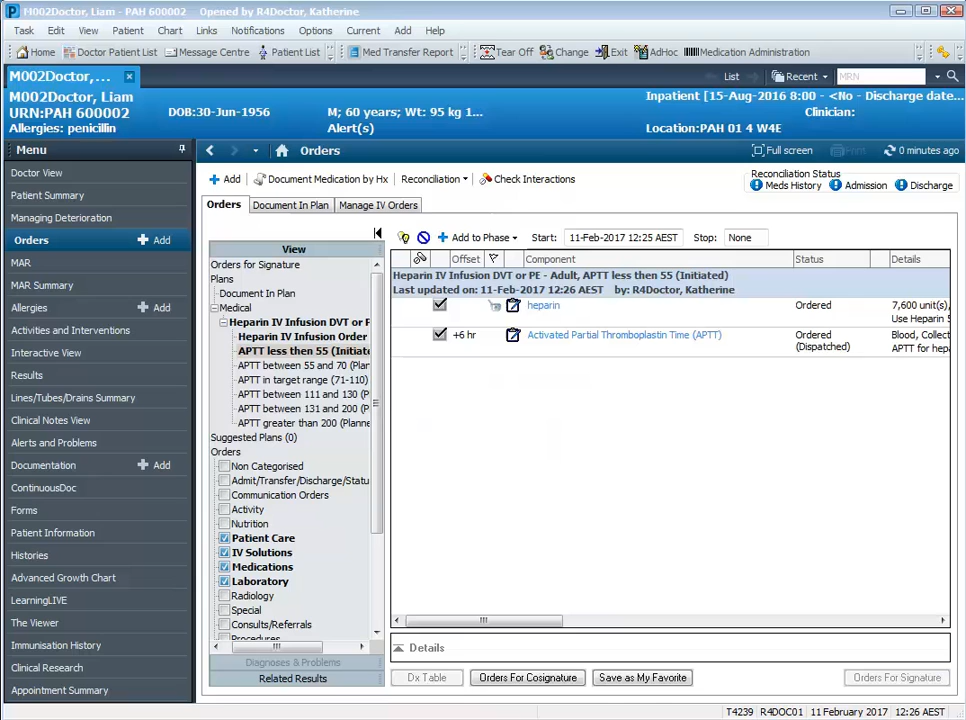 M002Doctor, Liam - PAH 600002    Opened by R4Doctor, Katherine
Task Edit View Patient Chart Links Notifications Options Current Add Help
Home Doctor Patient List Message Centre Patient List Med Transfer Report Tear Off Change Exit AdHoc Medication Administration
M002Doctor,... List Recent MRN
M002Doctor, Liam
URN:PAH 600002
Allergies: penicillin
DOB:30-Jun-1956
M; 60 years; Wt: 95 kg 1...
Alert(s)
Inpatient [15-Aug-2016 8:00 - <No - Discharge date...
Clinician:
Location:PAH 01 4 W4E
Menu
Orders
Full screen
0 minutes ago
Doctor View
Patient Summary
Managing Deterioration
Orders Add
MAR
MAR Summary
Allergies Add
Activities and Interventions
Interactive View
Results
Lines/Tubes/Drains Summary
Clinical Notes View
Alerts and Problems
Documentation Add
ContinuousDoc
Forms
Patient Information
Histories
Advanced Growth Chart
LearningLIVE
The Viewer
Immunisation History
Clinical Research
Appointment Summary
Add Document Medication by Hx Reconciliation Check Interactions
Reconciliation Status
Meds History Admission Discharge
Orders Document In Plan Manage IV Orders
View
Orders for Signature
Plans
Document In Plan
Medical
Heparin IV Infusion DVT or P
Heparin IV Infusion Order
APTT less then 55 (Initiate
APTT between 55 and 70 (Plan
APTT in target range (71-110)
APTT between 111 and 130 (P
APTT between 131 and 200 (P
APTT greater than 200 (Planne
Suggested Plans (0)
Orders
Non Categorised
Admit/Transfer/Discharge/Statu
Communication Orders
Activity
Nutrition
Patient Care
IV Solutions
Medications
Laboratory
Radiology
Special
Consults/Referrals
Procedures
Diagnoses & Problems
Related Results
Add to Phase Start: 11-Feb-2017 12:25 AEST Stop: None
Offset Component Status Details
Heparin IV Infusion DVT or PE - Adult, APTT less then 55 (Initiated)
Last updated on: 11-Feb-2017 12:26 AEST by: R4Doctor, Katherine
heparin Ordered 7,600 unit(s),
Use Heparin 5
+6 hr Activated Partial Thromboplastin Time (APTT) Ordered Blood, Collect
(Dispatched) APTT for hepa
Details
Dx Table Orders For Cosignature Save as My Favorite Orders For Signature
T4239 R4DOC01 11 February 2017 12:26 AEST